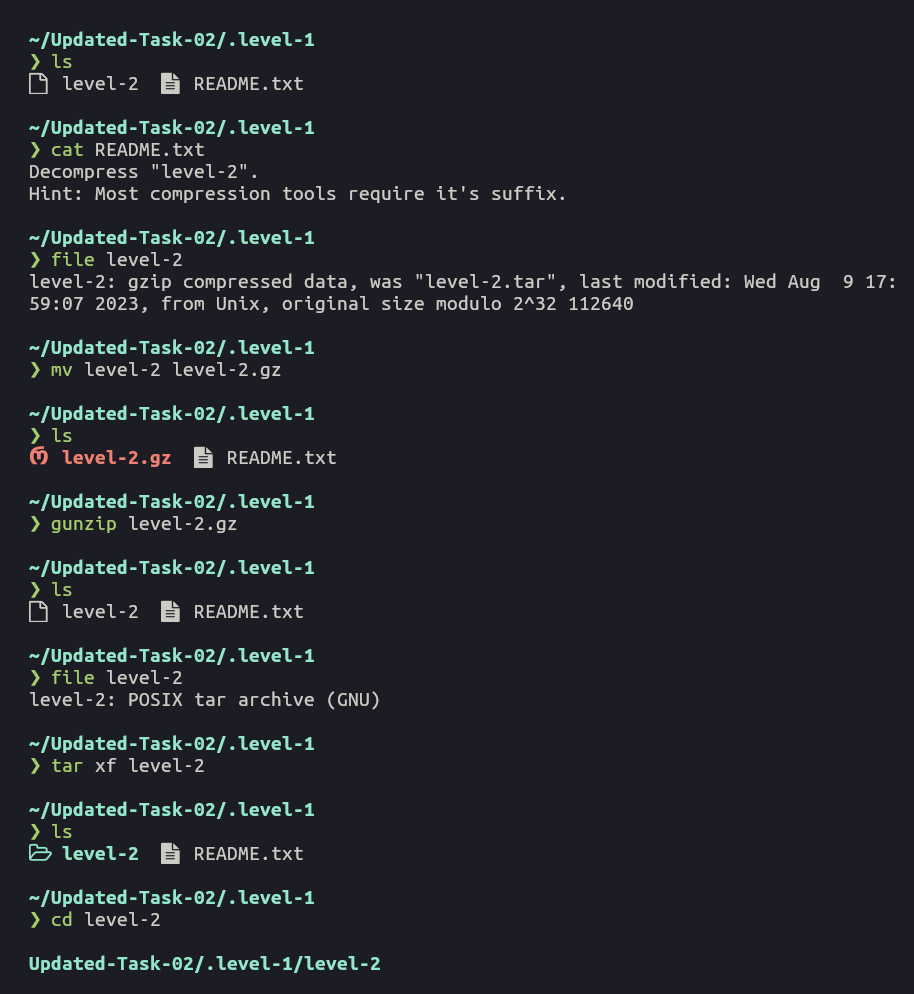 ~/Updated-Task-02/.level-1
❯ ls
level-2  README.txt
~/Updated-Task-02/.level-1
❯ cat README.txt
Decompress "level-2".
Hint: Most compression tools require it's suffix.
~/Updated-Task-02/.level-1
❯ file level-2
level-2: gzip compressed data, was "level-2.tar", last modified: Wed Aug  9 17:
59:07 2023, from Unix, original size modulo 2^32 112640
~/Updated-Task-02/.level-1
❯ mv level-2 level-2.gz
~/Updated-Task-02/.level-1
❯ ls
level-2.gz  README.txt
~/Updated-Task-02/.level-1
❯ gunzip level-2.gz
~/Updated-Task-02/.level-1
❯ ls
level-2  README.txt
~/Updated-Task-02/.level-1
❯ file level-2
level-2: POSIX tar archive (GNU)
~/Updated-Task-02/.level-1
❯ tar xf level-2
~/Updated-Task-02/.level-1
❯ ls
level-2  README.txt
~/Updated-Task-02/.level-1
❯ cd level-2
Updated-Task-02/.level-1/level-2